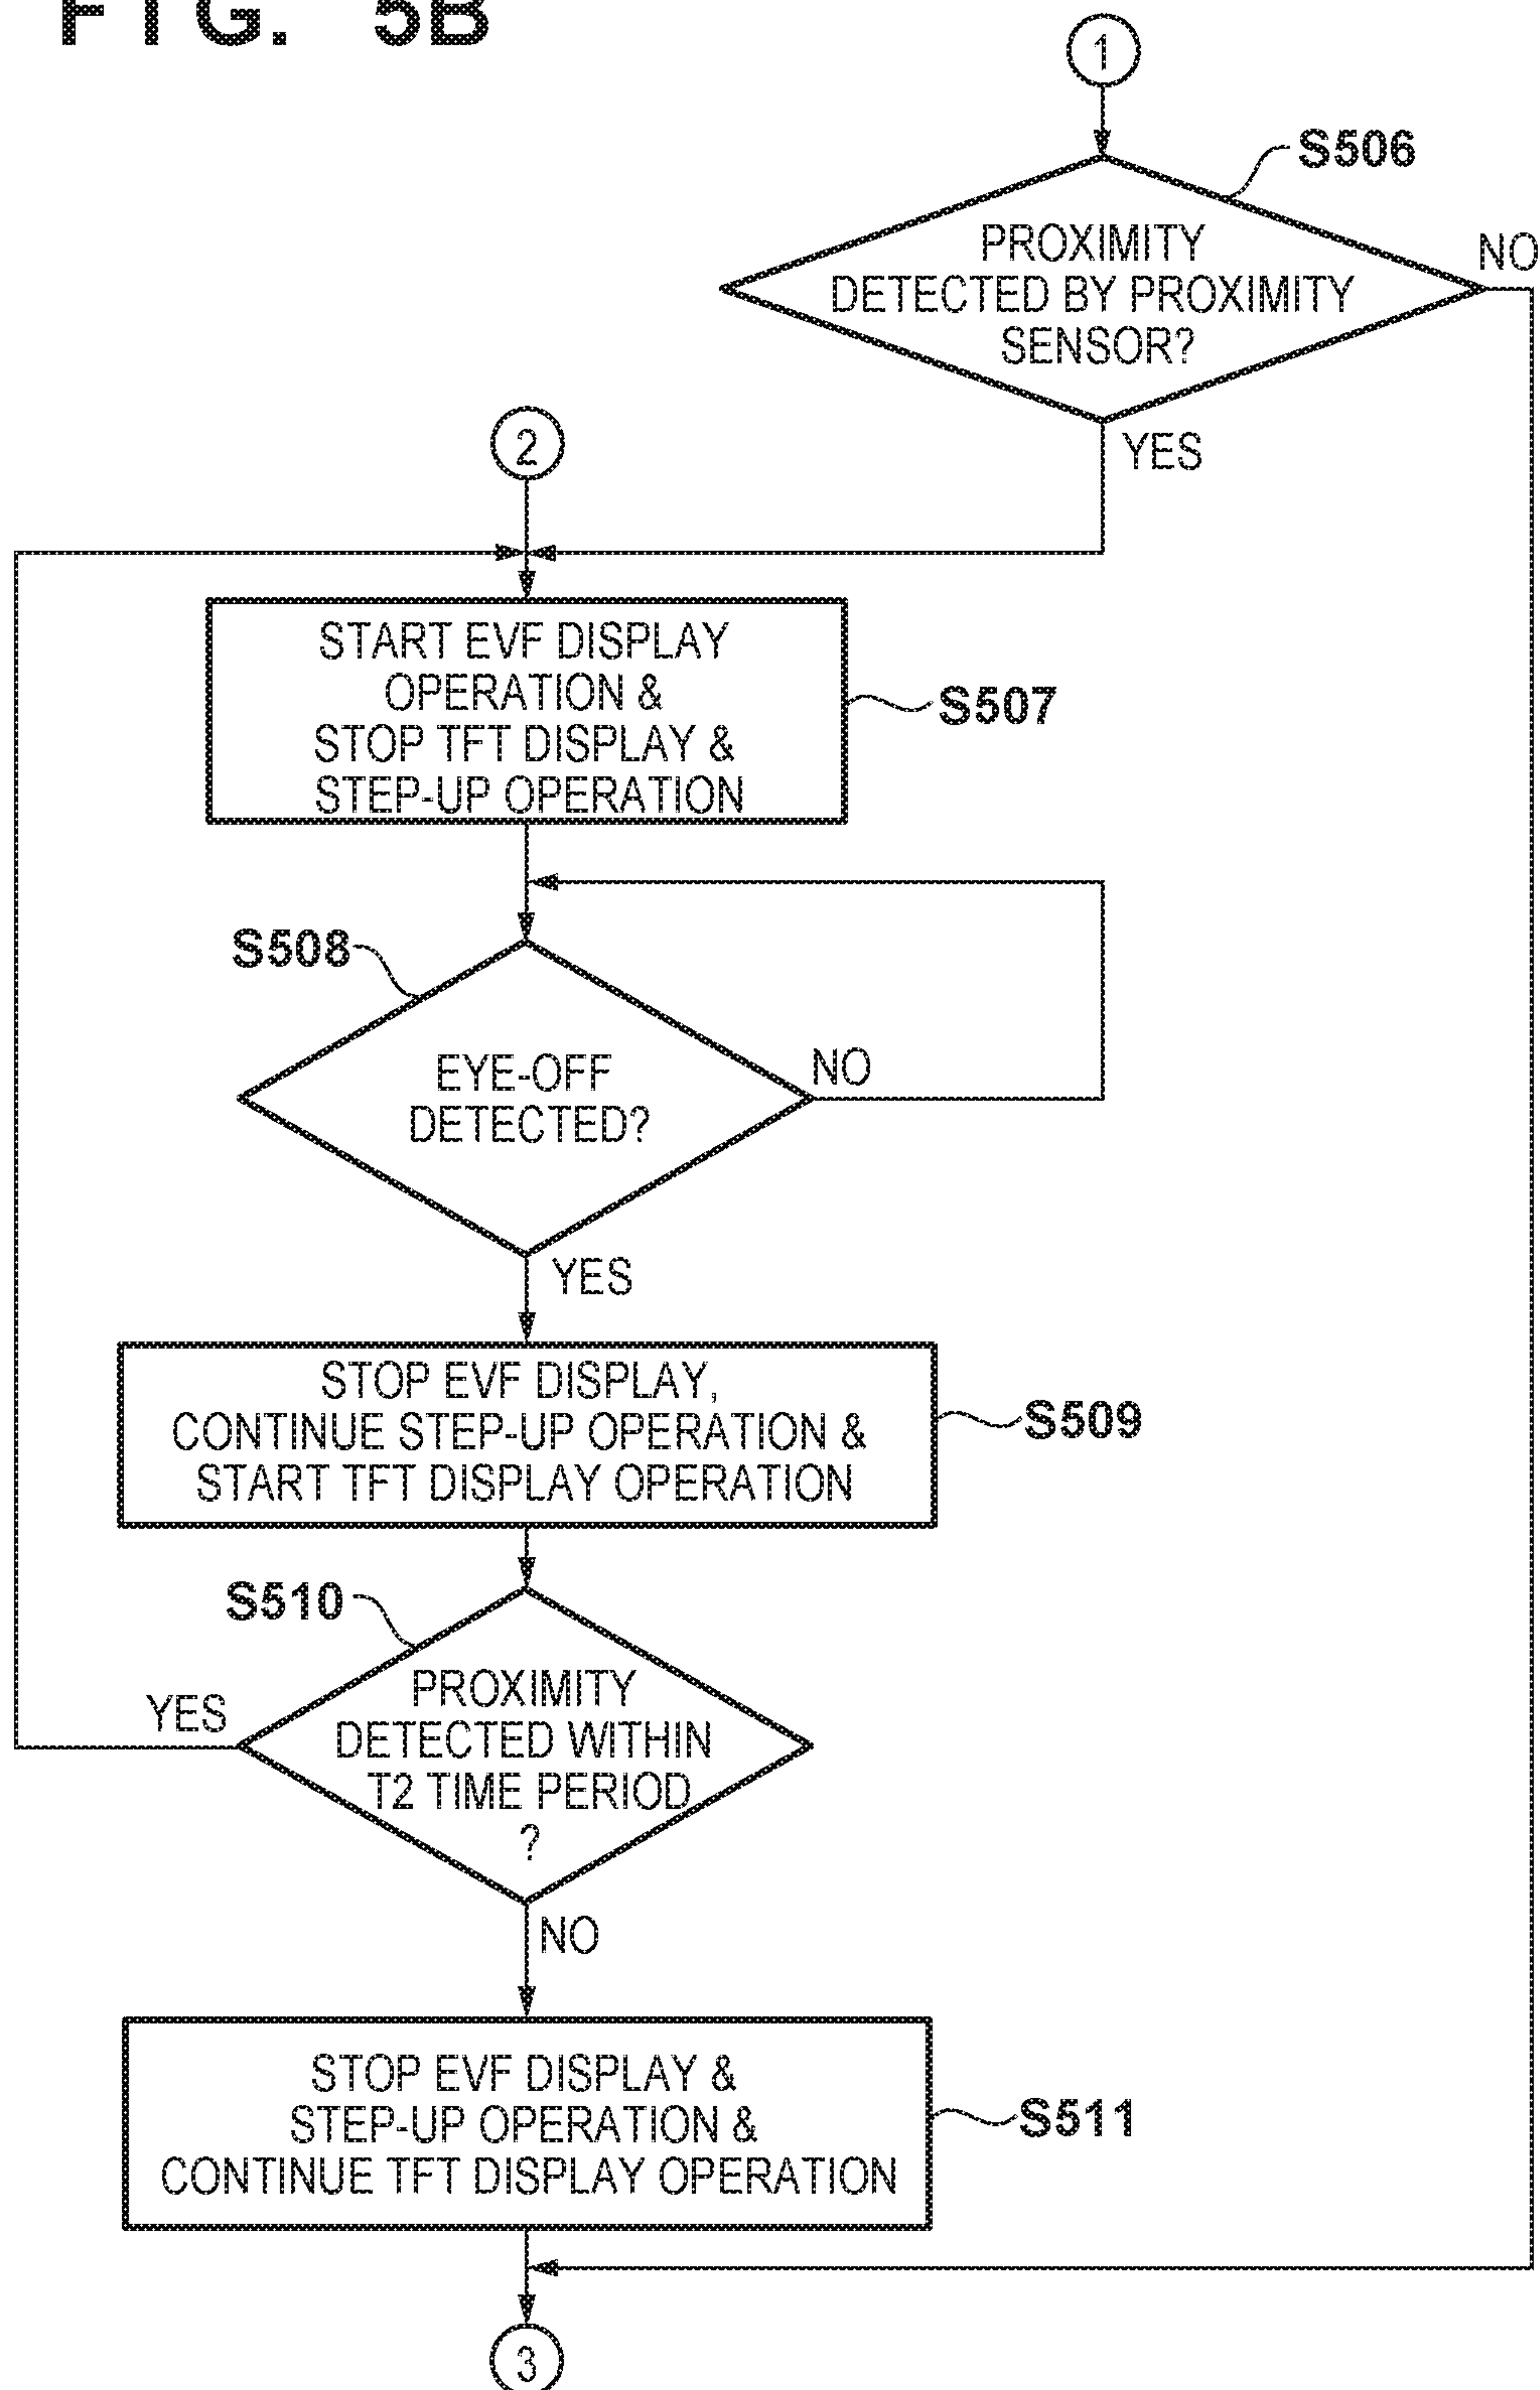 FIG. 5B
1
S506
PROXIMITY
DETECTED BY PROXIMITY
SENSOR?
NO
YES
2
START EVF DISPLAY
OPERATION &
STOP TFT DISPLAY &
STEP-UP OPERATION
S507
S508
EYE-OFF
DETECTED?
NO
YES
STOP EVF DISPLAY,
CONTINUE STEP-UP OPERATION &
START TFT DISPLAY OPERATION
S509
S510
PROXIMITY
DETECTED WITHIN
T2 TIME PERIOD
?
YES
NO
STOP EVF DISPLAY &
STEP-UP OPERATION &
CONTINUE TFT DISPLAY OPERATION
S511
3